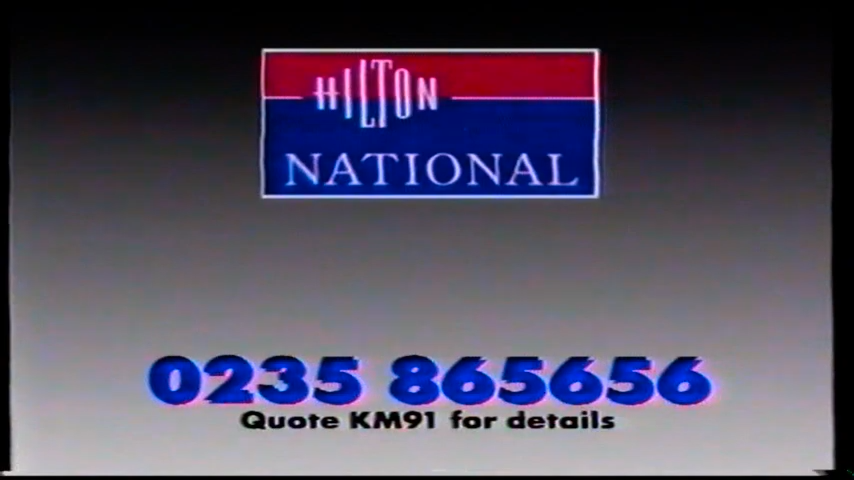 HILTON
NATIONAL
0235 865656
Quote KM91 for details